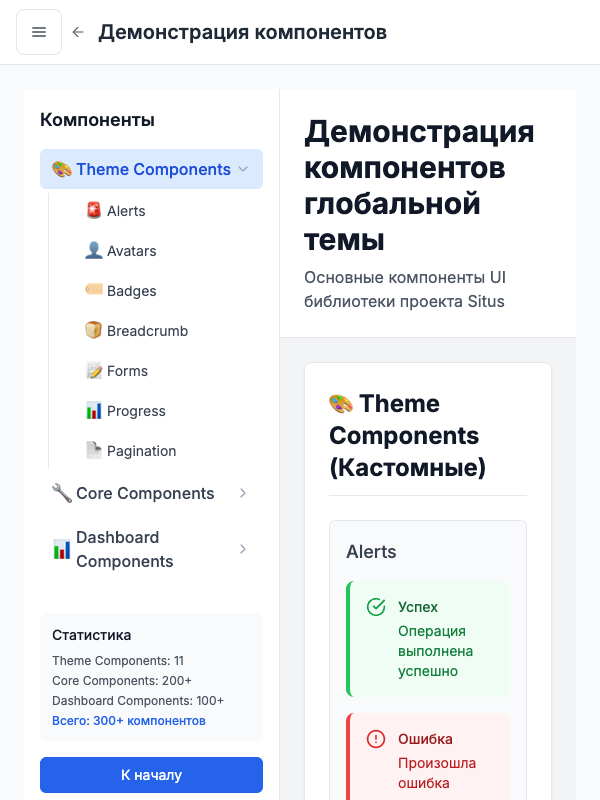 Демонстрация компонентов
Компоненты
Theme Components
Alerts
Avatars
Badges
Breadcrumb
Forms
Progress
Pagination
Core Components
Dashboard
Components
Статистика
Theme Components: 11
Core Components: 200+
Dashboard Components: 100+
Всего: 300+ компонентов
К началу
Демонстрация
компонентов
глобальной
темы
Основные компоненты UI
библиотеки проекта Situs
Theme
Components
(Кастомные)
Alerts
Успех
Операция
выполнена
успешно
Ошибка
Произошла
ошибка